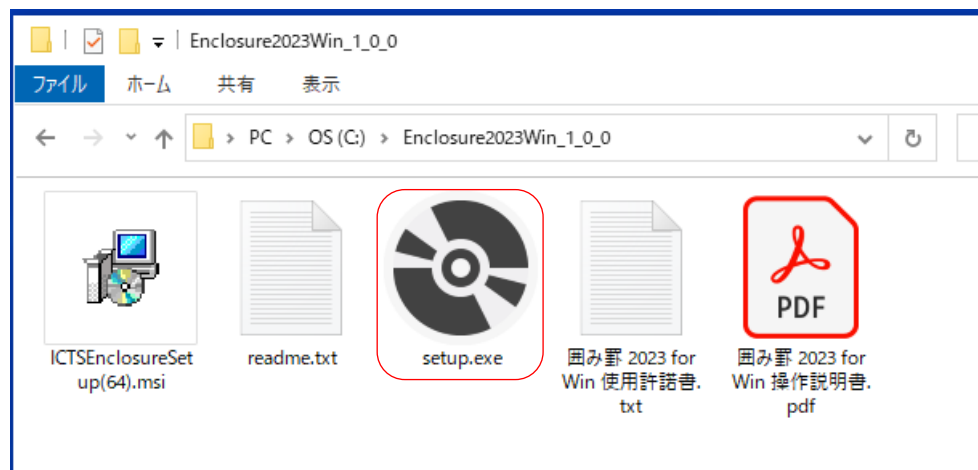 Enclosure2023Win_1_0_0
ファイル ホーム 共有 表示
PC > OS (C:) > Enclosure2023Win_1_0_0
ICTSEnclosureSet
up(64).msi
readme.txt
setup.exe
囲み罫 2023 for
Win 使用許諾書.
txt
PDF
囲み罫 2023 for
Win 操作説明書.
pdf